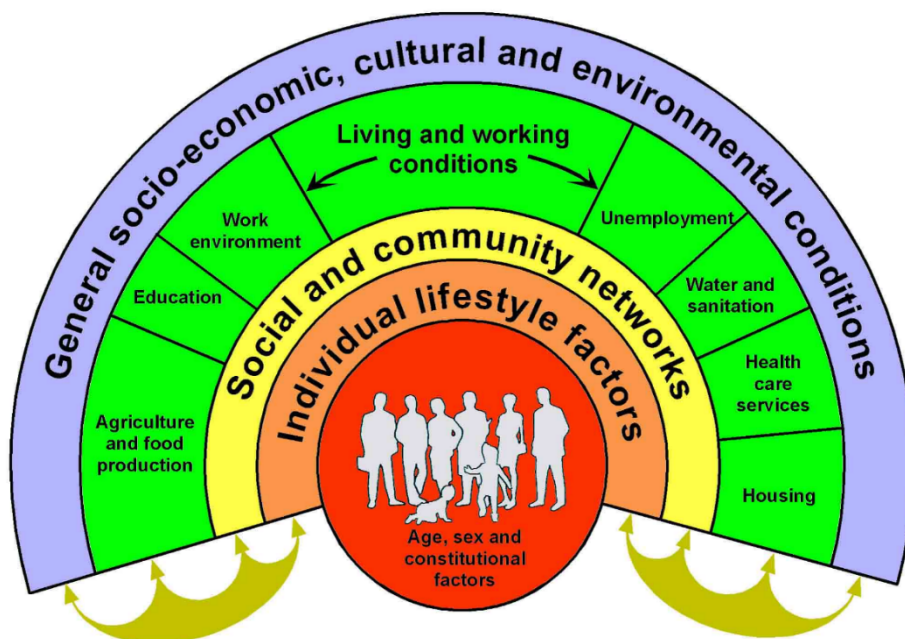 General socio-economic, cultural and environmental conditions
Living and working
conditions
Agriculture
and food
production
Education
Work
environment
Unemployment
Water and
sanitation
Health
care
services
Housing
Social and community networks
Individual lifestyle factors
Age, sex and
constitutional
factors